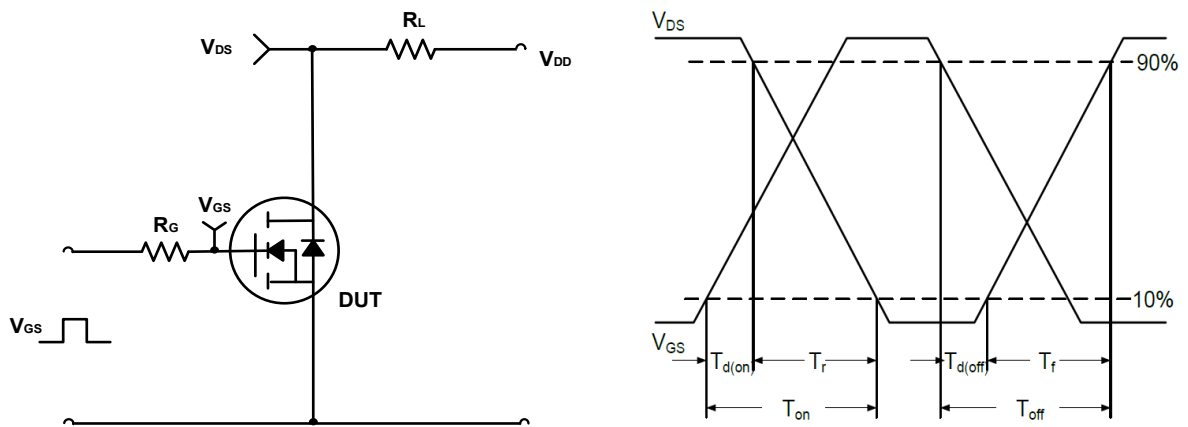 RL
VDS
VDD
VGS
RG
DUT
VGS
VDS
90%
10%
VGS
Td(on)
Tr
Td(off)
Tf
Ton
Toff